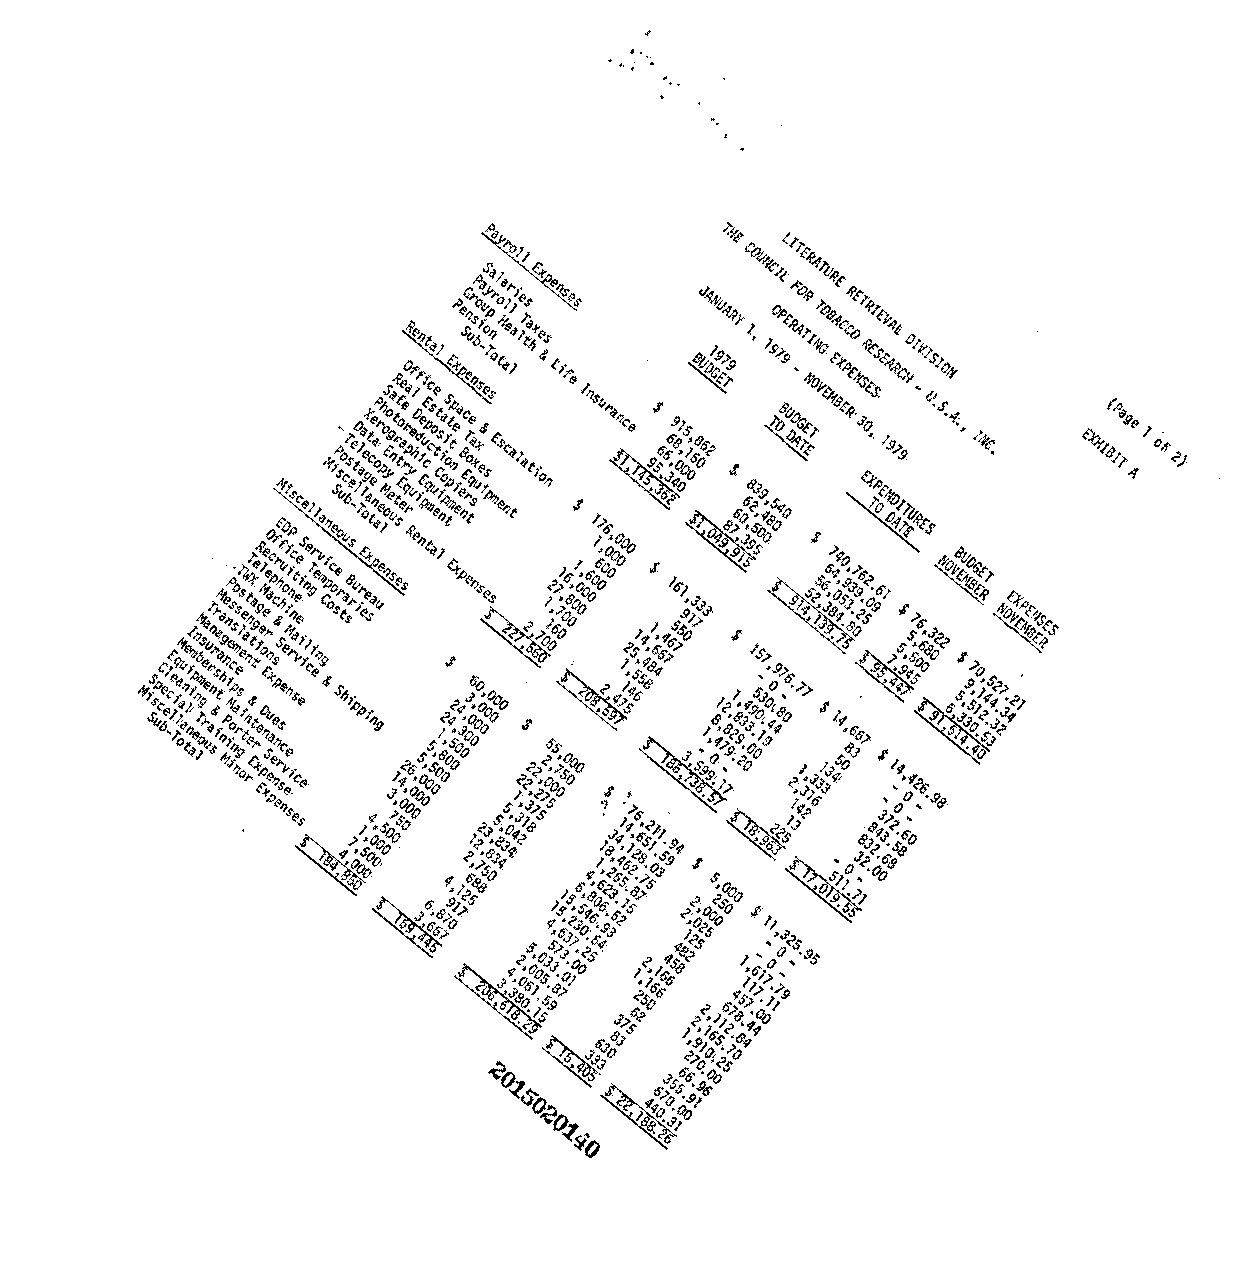 (Page 1 of 2)
EXHIBIT A
LITERATURE RETRIEVAL DIVISION
THE COUNCIL FOR TOBACCO RESEARCH - U.S.A., INC.
OPERATING EXPENSES
JANUARY 1, 1979 - NOVEMBER 30, 1979
1979 BUDGET EXPENDITURES BUDGET EXPENSES
BUDGET TO DATE TO DATE NOVEMBER NOVEMBER
Payroll Expenses
Salaries $ 915,862 $ 839,540 $ 740,762.61 $ 76,322 $ 70,527.21
Payroll Taxes 68,160 62,480 64,939.09 5,680 9,144.34
Group Health & Life Insurance 66,000 60,500 56,053.25 5,500 5,512.32
Pension 95,340 87,395 52,384.80 7,945 6,330.53
Sub-Total $1,145,362 $1,049,915 $ 914,139.75 $ 95,447 $ 91,514.40
Rental Expenses
Office Space & Escalation $ 176,000 $ 161,333 $ 157,976.77 $ 14,667 $ 14,426.98
Real Estate Tax 1,000 917 - 0 - 83 - 0 -
Safe Deposit Boxes 600 550 530.80 50 - 0 -
Photoreduction Equipment 1,600 1,467 1,490.44 134 372.60
Xerographic Copiers 16,000 14,667 12,833.19 1,333 843.58
Data Entry Equipment 27,800 25,484 8,829.00 2,316 832.68
Telecopy Equipment 1,700 1,558 1,479.20 142 32.00
Postage Meter 160 146 - 0 - 13 - 0 -
Miscellaneous Rental Expenses 2,700 2,475 3,599.17 225 511.71
Sub-Total $ 227,560 $ 208,597 $ 186,738.57 $ 18,963 $ 17,019.55
Miscellaneous Expenses
EDP Service Bureau $ 60,000 $ 55,000 $ 76,211.94 $ 5,000 $ 11,325.95
Office Temporaries 3,000 2,750 14,651.59 250 - 0 -
Recruiting Costs 24,000 22,000 34,128.03 2,000 - 0 -
Telephone 24,300 22,275 18,462.75 2,025 1,617.79
TWX Machine 1,500 1,375 1,265.87 125 117.11
Postage & Mailing 5,800 5,318 4,623.15 482 457.00
Messenger Service & Shipping 5,500 5,042 6,806.52 458 678.44
Translations 26,000 23,834 15,546.93 2,166 2,112.84
Management Expense 14,000 12,834 15,230.64 1,166 2,165.70
Insurance 3,000 2,750 4,637.25 250 1,910.25
Memberships & Dues 750 688 573.00 62 270.00
Equipment Maintenance 4,500 4,125 5,033.01 375 66.96
Cleaning & Porter Service 1,000 917 2,005.87 83 355.91
Special Training Expense 7,500 6,870 4,061.59 630 670.00
Miscellaneous Minor Expenses 4,000 3,667 3,380.15 333 440.31
Sub-Total $ 184,850 $ 169,445 $ 206,618.29 $ 15,405 $ 22,188.26
2015020140